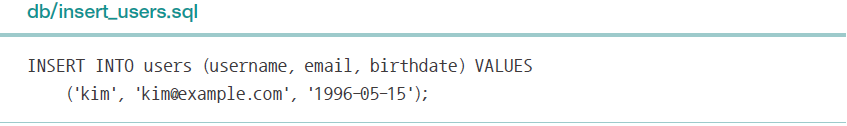 db/insert_users.sql
INSERT INTO users (username, email, birthdate) VALUES
('kim', 'kim@example.com', '1996-05-15');